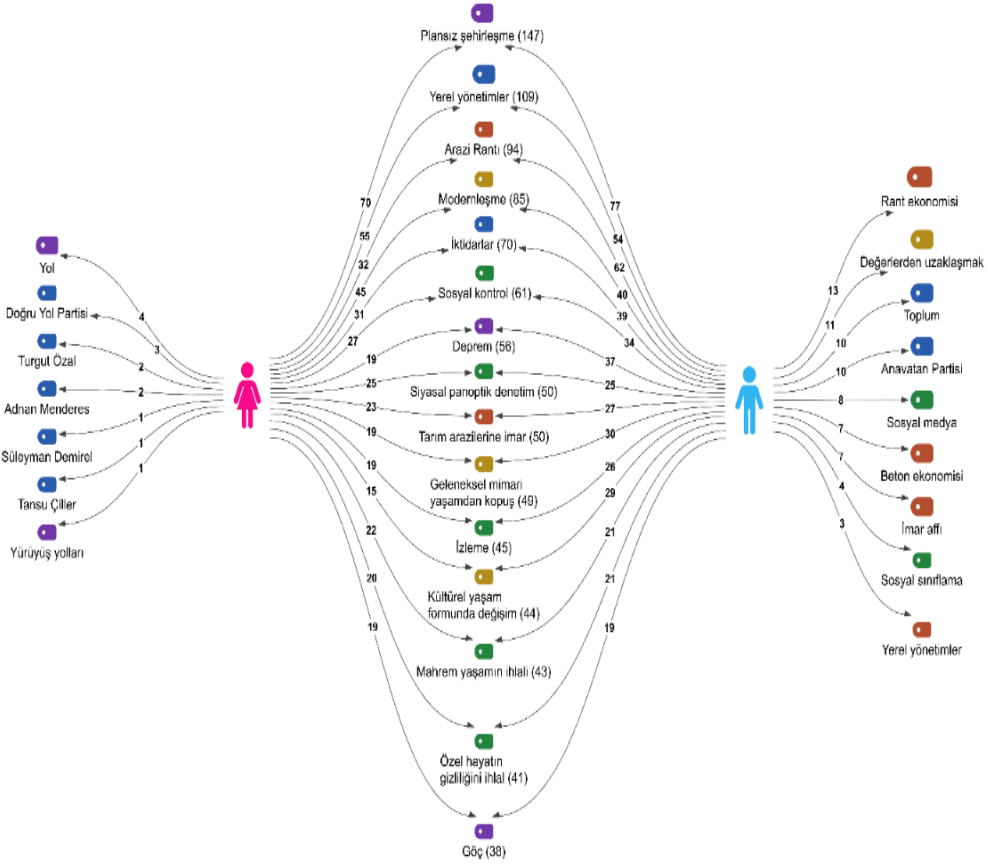 Plansız şehirleşme (147)
Yerel yönetimler (109)
Arazi Rantı (94)
Modernleşme (85)
İktidarlar (70)
Sosyal kontrol (61)
Deprem (56)
Siyasal panoptik denetim (50)
Tarım arazilerine imar (50)
Geleneksel mimari
yaşamdan kopuş (49)
İzleme (45)
Kültürel yaşam
formunda değişim (44)
Mahrem yaşamın ihlali (43)
Özel hayatın
gizliliğini ihlal (41)
Göç (38)
Yol
Doğru Yol Partisi
Turgut Özal
Adnan Menderes
Süleyman Demirel
Tansu Çiller
Yürüyüş yolları
4
3
2
2
1
1
1
70
55
32
45
31
27
19
25
23
19
19
15
22
20
19
77
54
62
40
39
34
37
25
27
30
26
29
21
21
19
13
11
10
10
8
7
7
4
3
Rant ekonomisi
Değerlerden uzaklaşmak
Toplum
Anavatan Partisi
Sosyal medya
Beton ekonomisi
İmar affı
Sosyal sınıflama
Yerel yönetimler